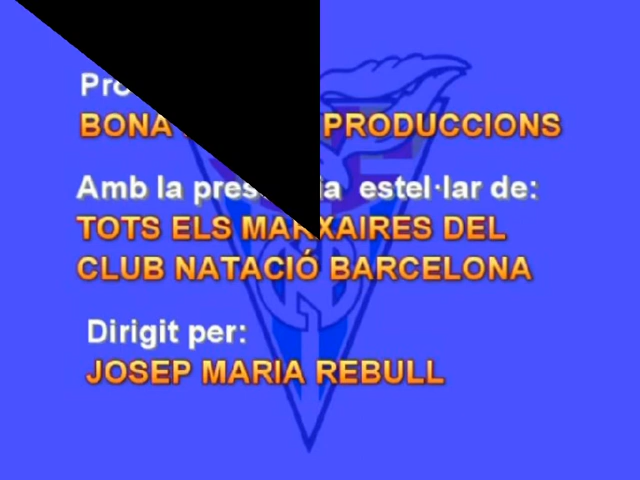 BONA PRODUCCIONS
Amb la estel·lar de:
TOTS ELS MARXAIRES DEL
CLUB NATACIÓ BARCELONA
Dirigit per:
JOSEP MARIA REBULL